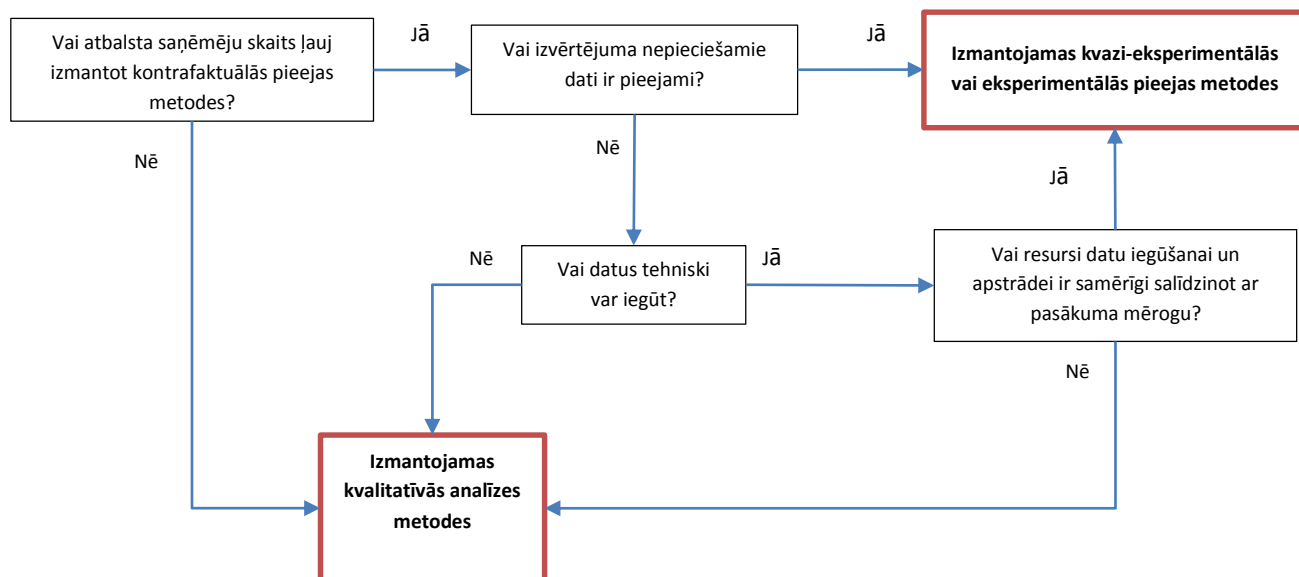 Vai atbalsta saņēmēju skaits ļauj
izmantot kontrafaktuālās pieejas
metodes?
Jā
Vai izvērtējuma nepieciešamie
dati ir pieejami?
Jā
Izmantojamas kvazi-eksperimentālās
vai eksperimentālās pieejas metodes
Nē
Nē
Jā
Nē
Vai datus tehniski
var iegūt?
Jā
Vai resursi datu iegūšanai un
apstrādei ir samērīgi salīdzinot ar
pasākuma mērogu?
Nē
Izmantojamas
kvalitatīvās analīzes
metodes